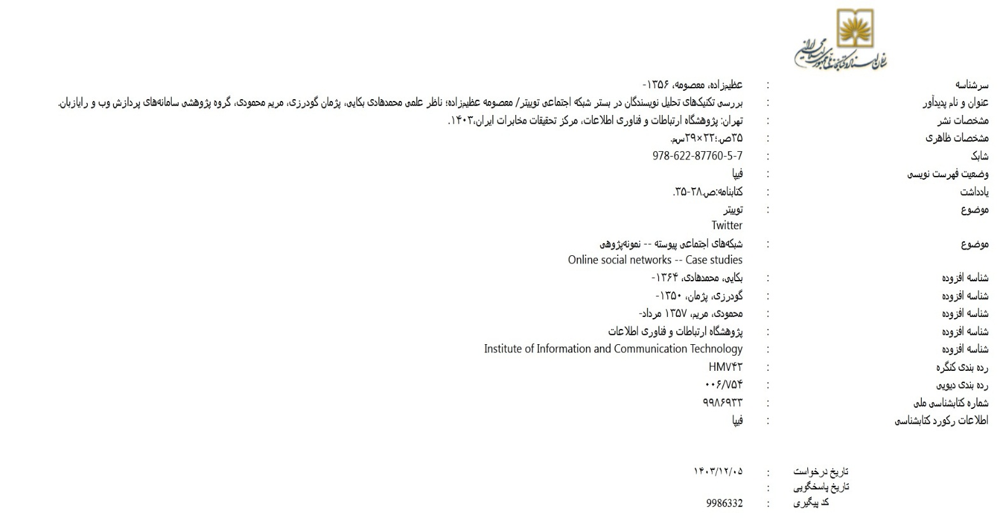 سازمان اسناد و کتابخانه ملی جمهوری اسلامی ایران
سرشناسه : عظیم‌زاده، معصومه، ۱۳۵۶-
عنوان و نام پدیدآور : بررسی تکنیک‌های تحلیل نویسندگان در بستر شبکه اجتماعی توییتر/ معصومه عظیم‌زاده؛ ناظر علمی محمدهادی بکایی، پژمان گودرزی، مریم محمودی، گروه پژوهشی سامانه‌های پردازش وب و رایازبان.
مشخصات نشر : تهران: پژوهشگاه ارتباطات و فناوری اطلاعات، مرکز تحقیقات مخابرات ایران،۱۴۰۳.
مشخصات ظاهری : ۳۵ص.؛۲۲×۲۹س‌م.
شابک : 978-622-87760-5-7
وضعیت فهرست نویسی : فیپا
یادداشت : کتابنامه:ص.۲۸-۳۵.
موضوع : توییتر
Twitter
موضوع : شبکه‌های اجتماعی پیوسته -- نمونه‌پژوهی
Online social networks -- Case studies
شناسه افزوده : بکایی، محمدهادی، ۱۳۶۴-
شناسه افزوده : گودرزی، پژمان، ۱۳۵۰-
شناسه افزوده : محمودی، مریم، ۱۳۵۷ مرداد-
شناسه افزوده : پژوهشگاه ارتباطات و فناوری اطلاعات
شناسه افزوده : Institute of Information and Communication Technology
رده بندی کنگره : HM۷۴۲
رده بندی دیویی : ۰۰۶/۷۵۴
شماره کتابشناسی ملی : ۹۹۸۶۹۳۳
اطلاعات رکورد کتابشناسی : فیپا
تاریخ درخواست : ۱۴۰۳/۱۲/۰۵
تاریخ پاسخگویی :
کد پیگیری : 9986332